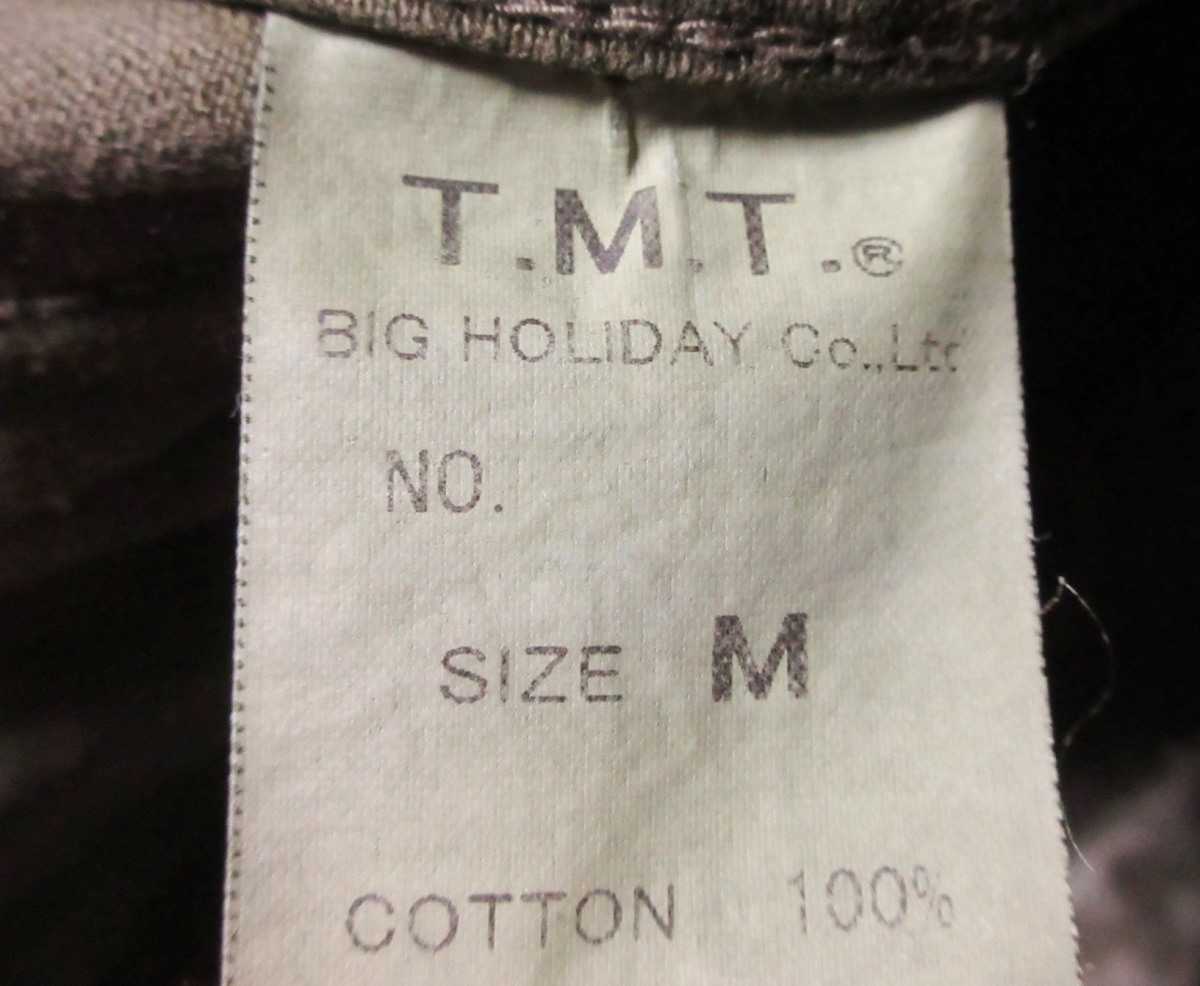 T.M.T.®
BIG HOLIDAY Co.,Ltd
NO.
SIZE M
COTTON 100%